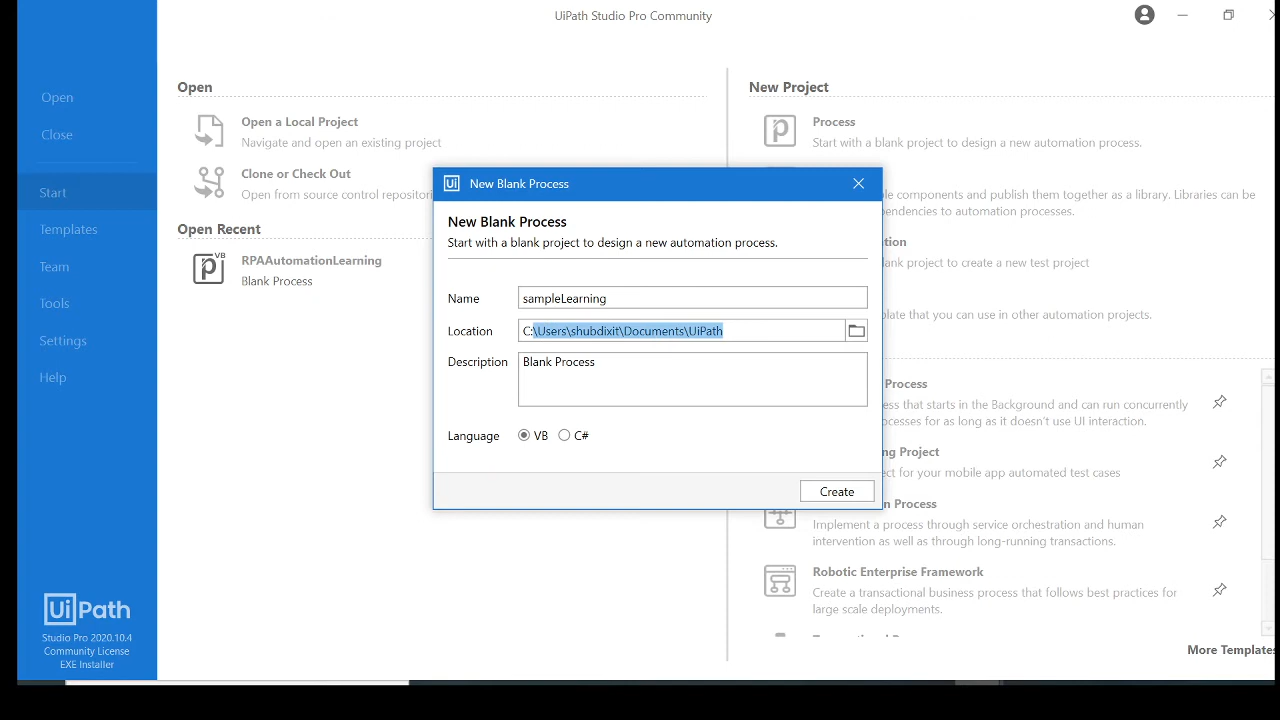 UiPath Studio Pro Community
Open
Close
Start
Templates
Team
Tools
Settings
Help
UiPath
Studio Pro 2020.10.4
Community License
EXE Installer
Open
Open a Local Project
Navigate and open an existing project
Clone or Check Out
Open from source control repositori
Open Recent
VB
RPAAutomationLearning
Blank Process
Ui New Blank Process
New Blank Process
Start with a blank project to design a new automation process.
Name sampleLearning
Location C:\Users\shubdixit\Documents\UiPath
Description Blank Process
Language VB C#
Create
New Project
Process
Start with a blank project to design a new automation process.
le components and publish them together as a library. Libraries can be
pendencies to automation processes.
ation
lank project to create a new test project
plate that you can use in other automation projects.
Process
ess that starts in the Background and can run concurrently
ocesses for as long as it doesn't use UI interaction.
ng Project
ect for your mobile app automated test cases
n Process
Implement a process through service orchestration and human
intervention as well as through long-running transactions.
Robotic Enterprise Framework
Create a transactional business process that follows best practices for
large scale deployments.
More Templates